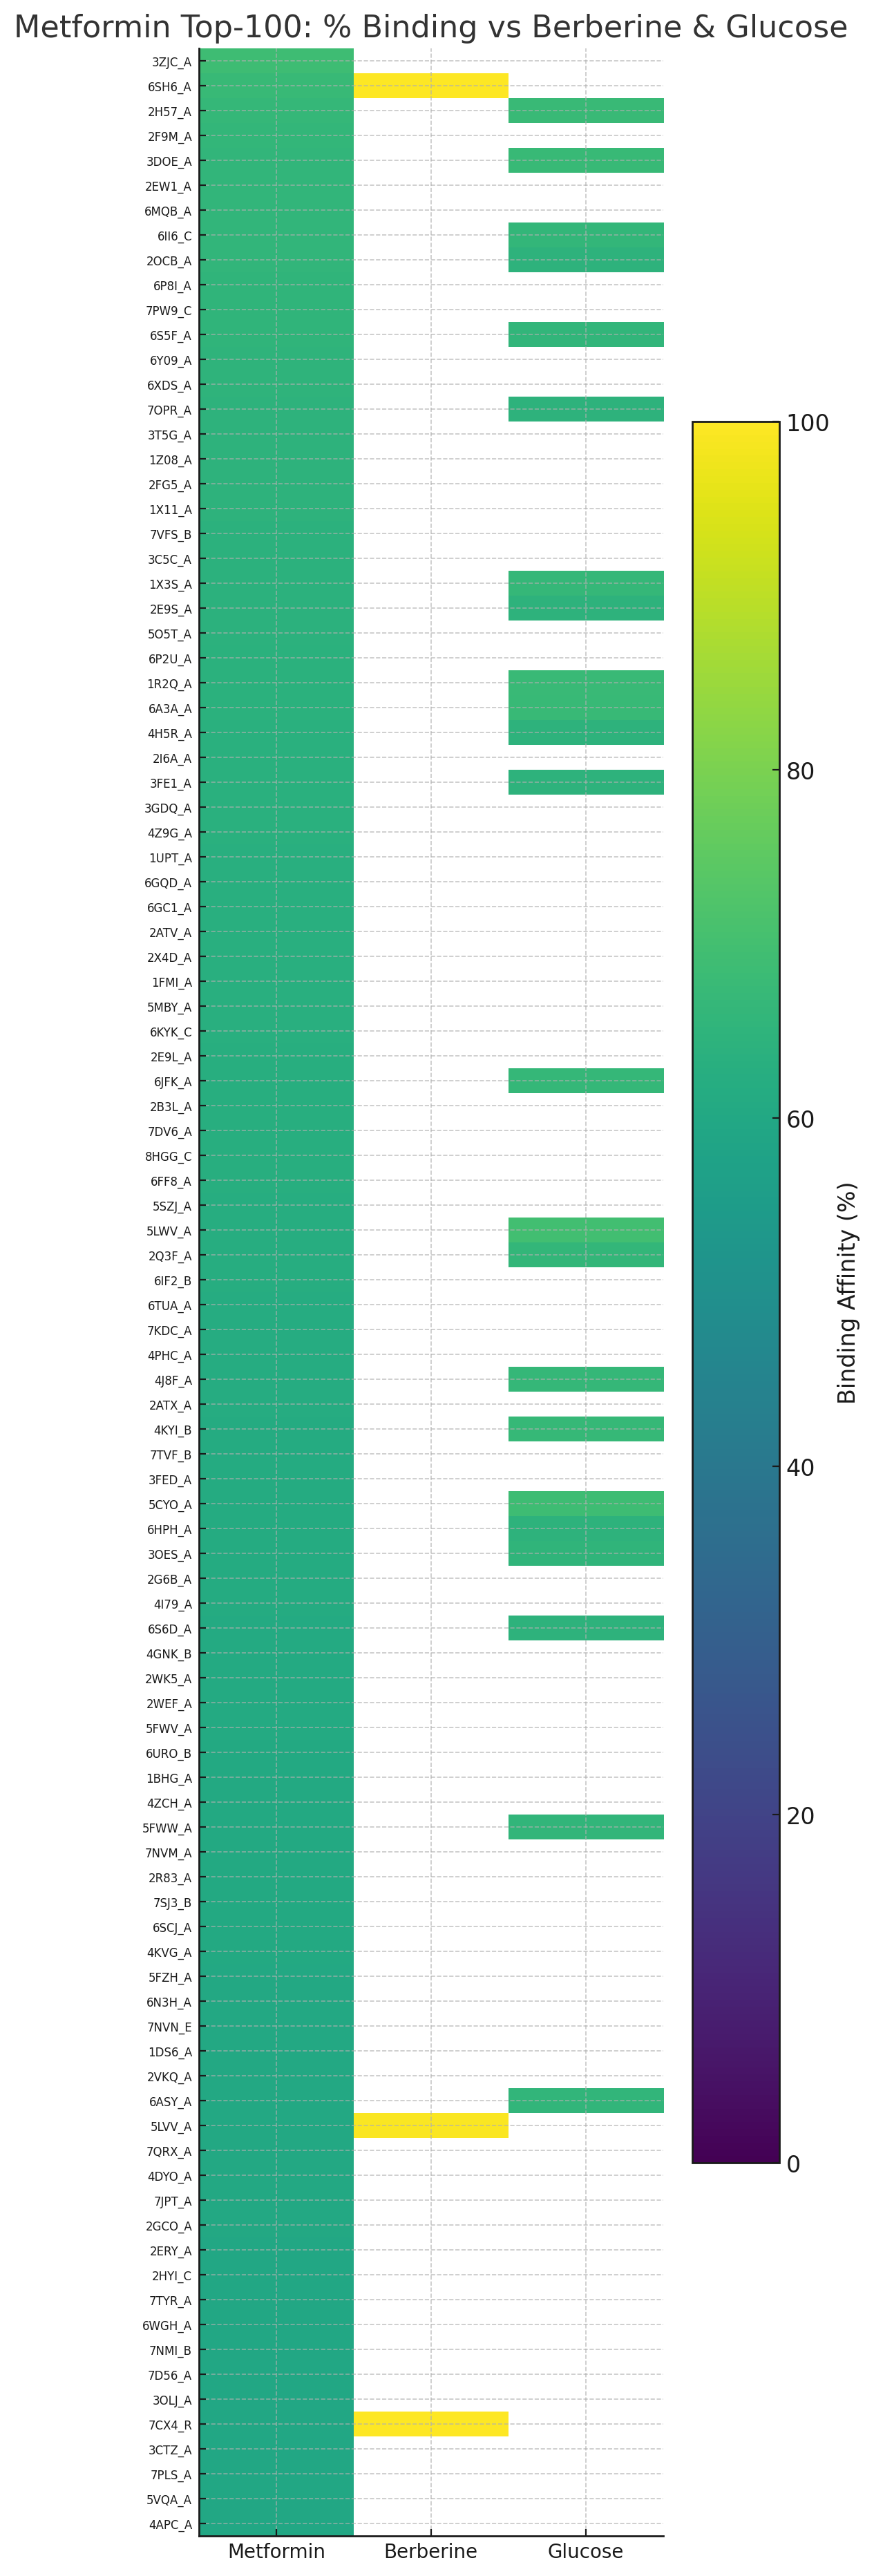 Metformin Top-100: % Binding vs Berberine & Glucose
3ZJC_A
6SH6_A
2H57_A
2F9M_A
3DOE_A
2EW1_A
6MQB_A
6II6_C
2OCB_A
6P8I_A
7PW9_C
6S5F_A
6Y09_A
6XDS_A
7OPR_A
3T5G_A
1Z08_A
2FG5_A
1X11_A
7VFS_B
3C5C_A
1X3S_A
2E9S_A
5O5T_A
6P2U_A
1R2Q_A
6A3A_A
4H5R_A
2I6A_A
3FE1_A
3GDQ_A
4Z9G_A
1UPT_A
6GQD_A
6GC1_A
2ATV_A
2X4D_A
1FMI_A
5MBY_A
6KYK_C
2E9L_A
6JFK_A
2B3L_A
7DV6_A
8HGG_C
6FF8_A
5SZJ_A
5LWV_A
2Q3F_A
6IF2_B
6TUA_A
7KDC_A
4PHC_A
4J8F_A
2ATX_A
4KYI_B
7TVF_B
3FED_A
5CYO_A
6HPH_A
3OES_A
2G6B_A
4I79_A
6S6D_A
4GNK_B
2WK5_A
2WEF_A
5FWV_A
6URO_B
1BHG_A
4ZCH_A
5FWW_A
7NVM_A
2R83_A
7SJ3_B
6SCJ_A
4KVG_A
5FZH_A
6N3H_A
7NVN_E
1DS6_A
2VKQ_A
6ASY_A
5LVV_A
7QRX_A
4DYO_A
7JPT_A
2GCO_A
2ERY_A
2HYI_C
7TYR_A
6WGH_A
7NMI_B
7D56_A
3OLJ_A
7CX4_R
3CTZ_A
7PLS_A
5VQA_A
4APC_A
Metformin
Berberine
Glucose
100
80
60
40
20
0
Binding Affinity (%)